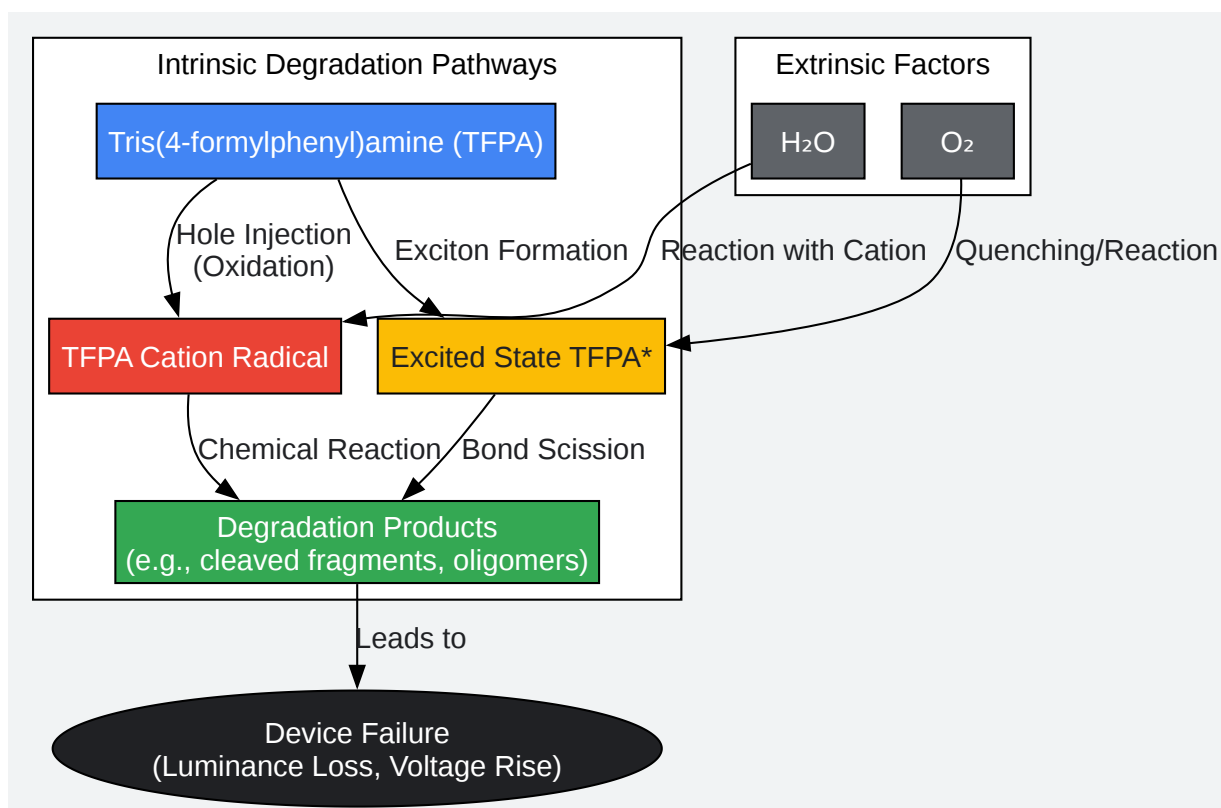 Intrinsic Degradation Pathways
Extrinsic Factors
Tris(4-formylphenyl)amine (TFPA)
H₂O
O₂
Hole Injection
(Oxidation)
Exciton Formation
Reaction with Cation
Quenching/Reaction
TFPA Cation Radical
Excited State TFPA*
Chemical Reaction
Bond Scission
Degradation Products
(e.g., cleaved fragments, oligomers)
Leads to
Device Failure
(Luminance Loss, Voltage Rise)